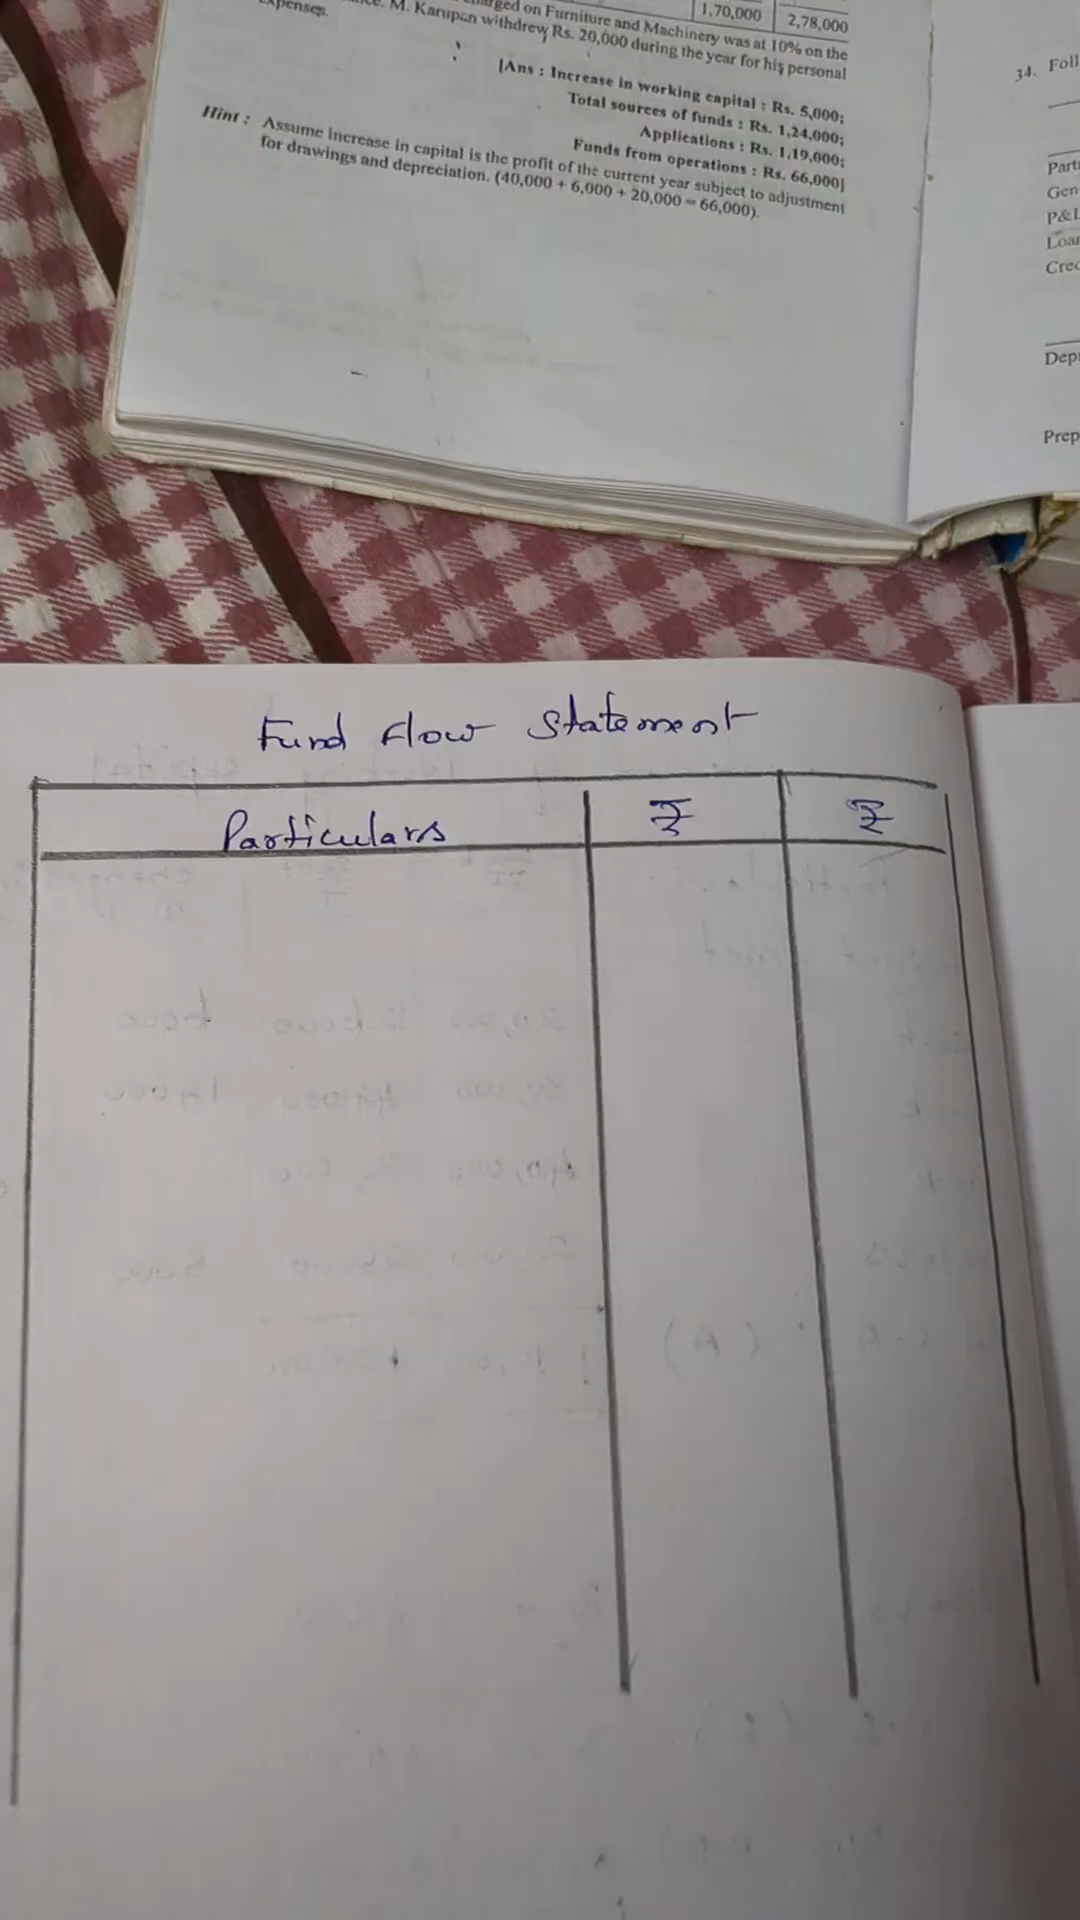 1,70,000 2,78,000
on Furniture and Machinery was at 10% on the
M. Karupan withdrew Rs. 20,000 during the year for his personal
[Ans : Increase in working capital : Rs. 5,000;
Total sources of funds : Rs. 1,24,000;
Applications : Rs. 1,19,000;
Funds from operations : Rs. 66,000]
Hint : Assume increase in capital is the profit of the current year subject to adjustment
for drawings and depreciation. (40,000 + 6,000 + 20,000 = 66,000).
34. Foll
Part
Gen
P&L
Loan
Cred
Dep
Prep
Fund Flow Statement
Particulars ₹ ₹